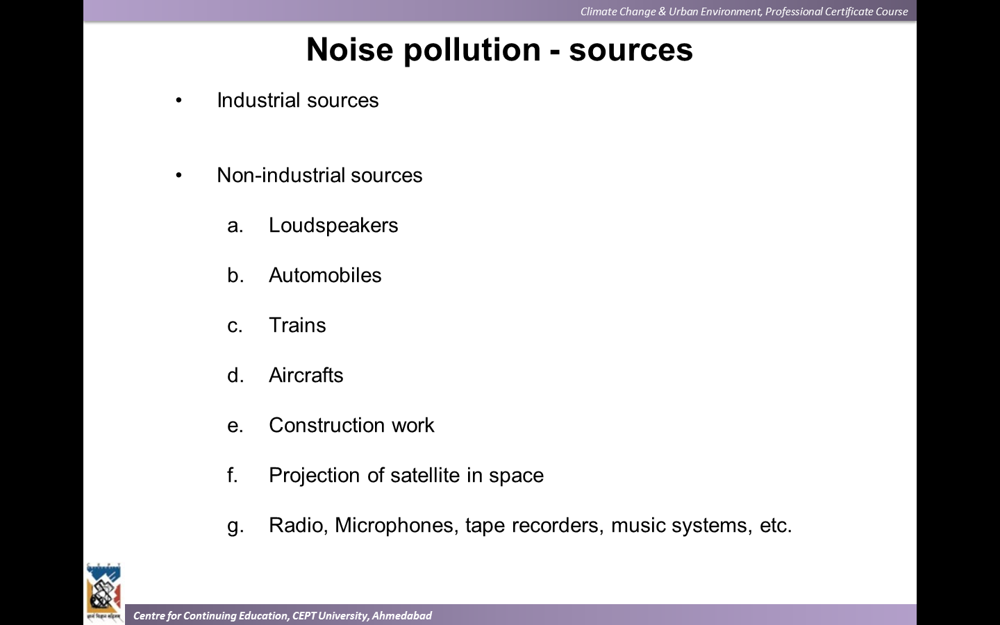 Climate Change & Urban Environment, Professional Certificate Course
Noise pollution - sources
• Industrial sources
• Non-industrial sources
a. Loudspeakers
b. Automobiles
c. Trains
d. Aircrafts
e. Construction work
f. Projection of satellite in space
g. Radio, Microphones, tape recorders, music systems, etc.
C E P T
Centre for Continuing Education, CEPT University, Ahmedabad